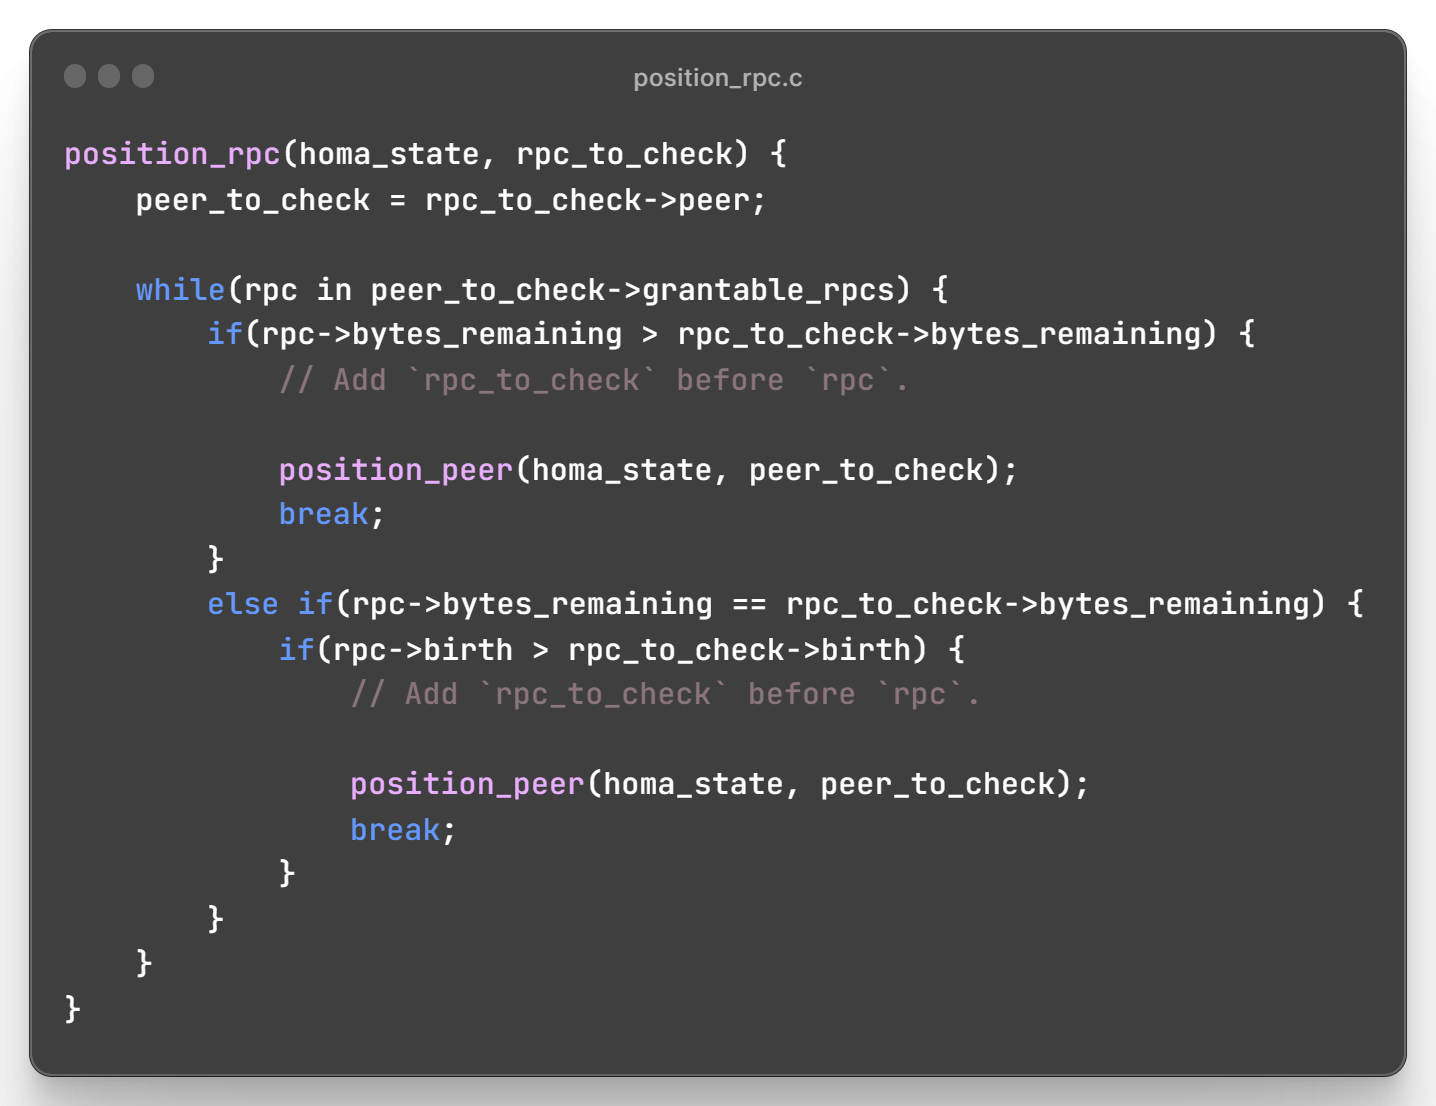 position_rpc.c
position_rpc(homa_state, rpc_to_check) {
    peer_to_check = rpc_to_check->peer;

    while(rpc in peer_to_check->grantable_rpcs) {
        if(rpc->bytes_remaining > rpc_to_check->bytes_remaining) {
            // Add `rpc_to_check` before `rpc`.

            position_peer(homa_state, peer_to_check);
            break;
        }
        else if(rpc->bytes_remaining == rpc_to_check->bytes_remaining) {
            if(rpc->birth > rpc_to_check->birth) {
                // Add `rpc_to_check` before `rpc`.

                position_peer(homa_state, peer_to_check);
                break;
            }
        }
    }
}